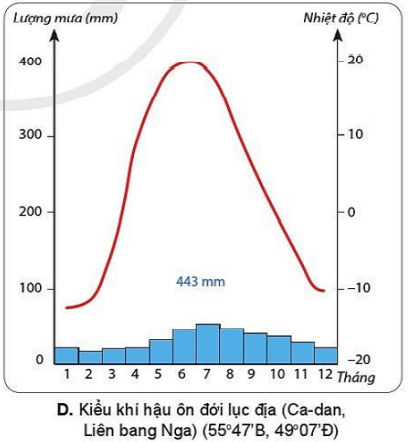 Lượng mưa (mm) Nhiệt độ (°C)
400 20
300 10
200 0
443 mm
100 –10
0 –20
1 2 3 4 5 6 7 8 9 10 11 12 Tháng
D. Kiểu khí hậu ôn đới lục địa (Ca-dan,
Liên bang Nga) (55°47'B, 49°07'Đ)